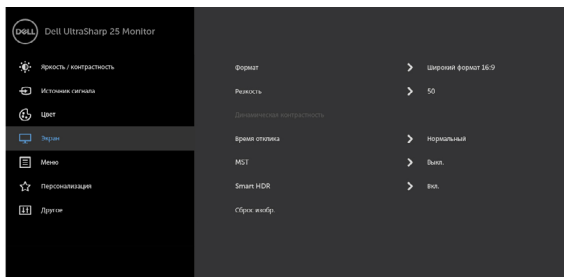 DELL Dell UltraSharp 25 Monitor
Яркость / контрастность
Источник сигнала
Цвет
Экран
Меню
Персонализация
Другое
Формат Широкий формат 16:9
Резкость 50
Динамическая контрастность
Время отклика Нормальный
MST Выкл.
Smart HDR Вкл.
Сброс изобр.